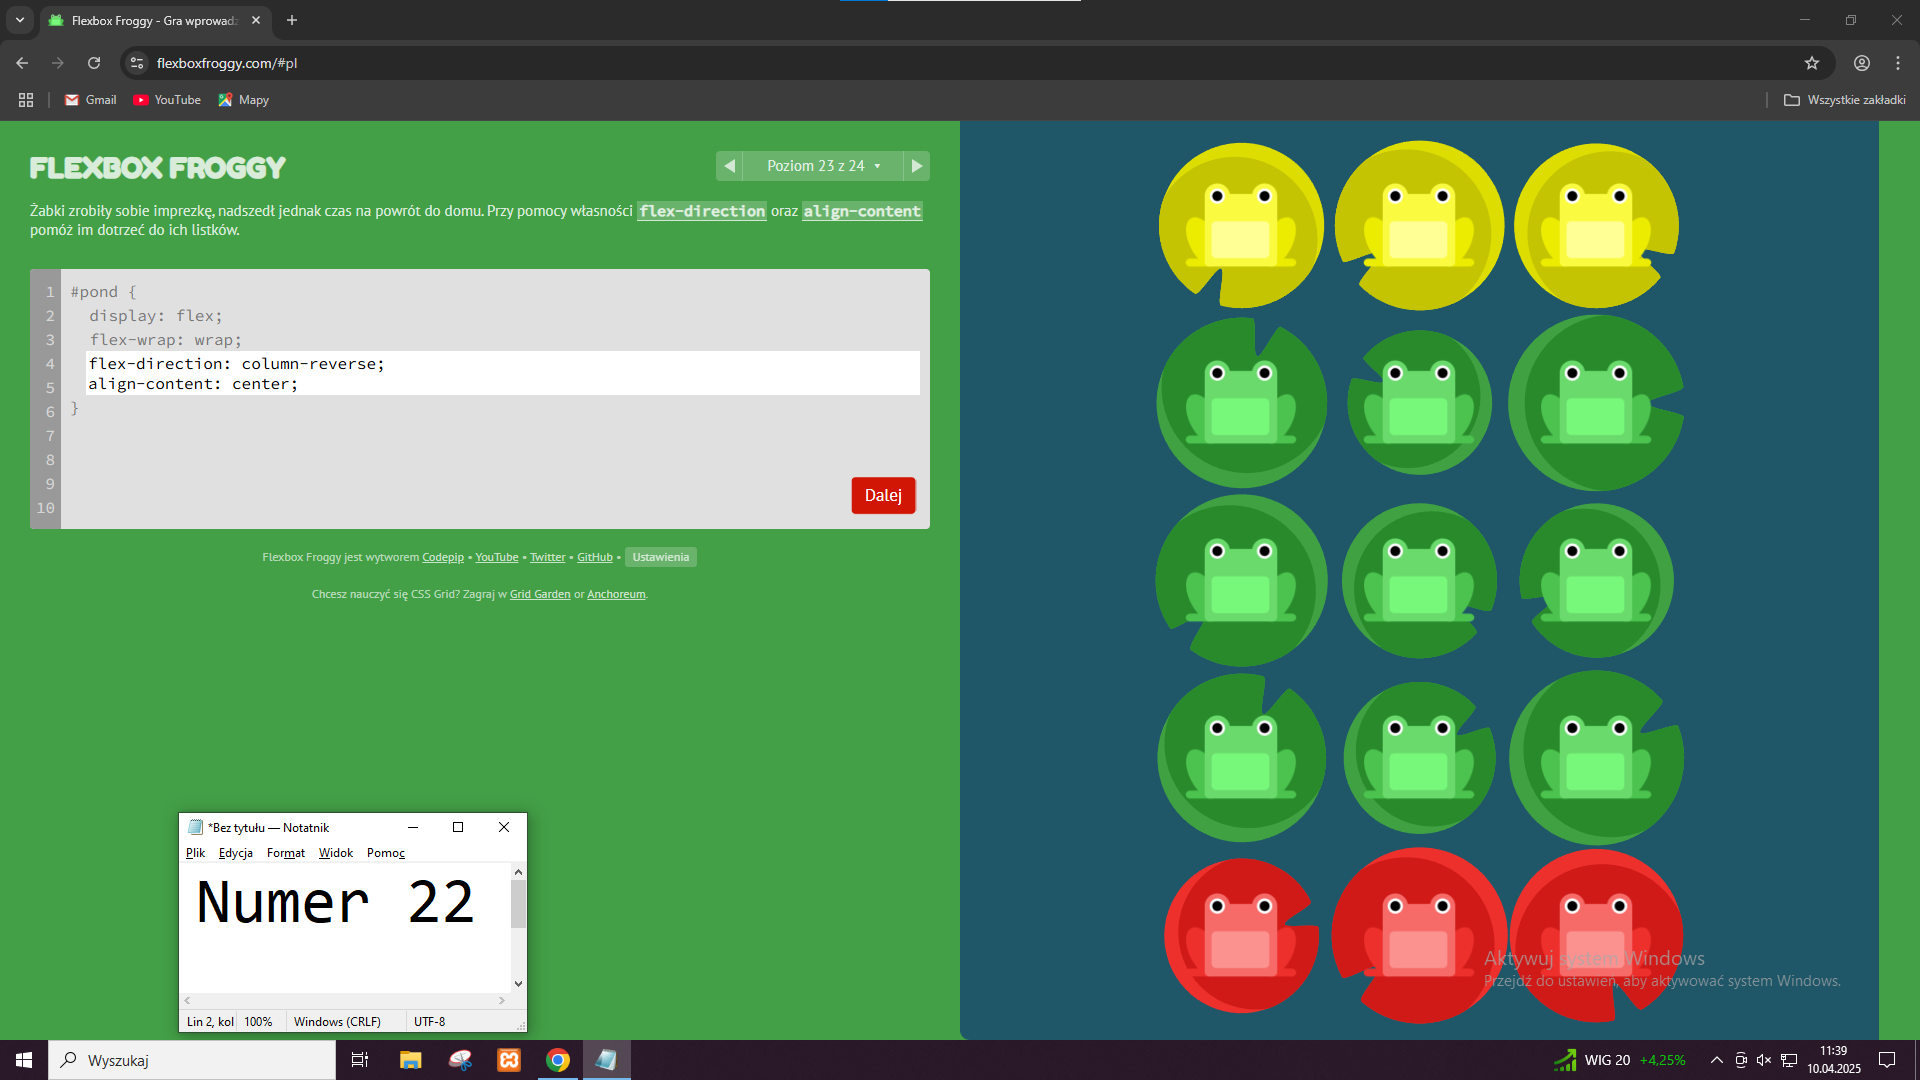 Flexbox Froggy - Gra wprowadz
flexboxfroggy.com/#pl
Gmail
YouTube
Mapy
Wszystkie zakładki
FLEXBOX FROGGY
Poziom 23 z 24
Żabki zrobiły sobie imprezkę, nadszedł jednak czas na powrót do domu. Przy pomocy własności flex-direction oraz align-content
pomóż im dotrzeć do ich listków.
1 #pond {
2 display: flex;
3 flex-wrap: wrap;
4 flex-direction: column-reverse;
5 align-content: center;
6 }
7
8
9
10
Dalej
Flexbox Froggy jest wytworem Codepip • YouTube • Twitter • GitHub • Ustawienia
Chcesz nauczyć się CSS Grid? Zagraj w Grid Garden or Anchoreum.
*Bez tytułu — Notatnik
Plik Edycja Format Widok Pomoc
Numer 22
Lin 2, kol 100% Windows (CRLF) UTF-8
Aktywuj system Windows
Przejdź do ustawień, aby aktywować system Windows.
Wyszukaj
WIG 20 +4,25%
11:39
10.04.2025